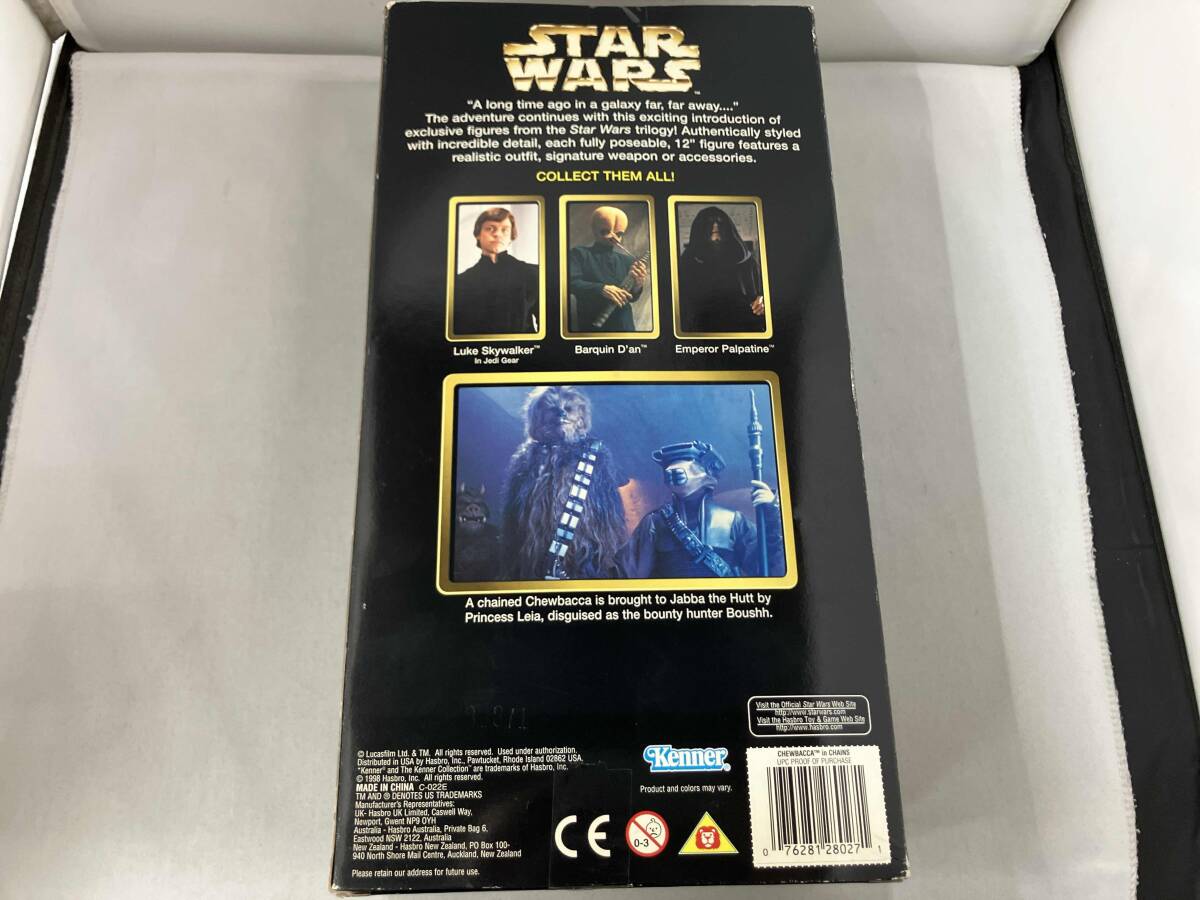 STAR
WARS™
"A long time ago in a galaxy far, far away...."
The adventure continues with this exciting introduction of
exclusive figures from the Star Wars trilogy! Authentically styled
with incredible detail, each fully poseable, 12" figure features a
realistic outfit, signature weapon or accessories.
COLLECT THEM ALL!
Luke Skywalker™
In Jedi Gear
Barquin D'an™
Emperor Palpatine™
A chained Chewbacca is brought to Jabba the Hutt by
Princess Leia, disguised as the bounty hunter Boushh.
Visit the Official Star Wars Web Site
http://www.starwars.com
Visit the Hasbro Toy & Game Web Site
http://www.hasbro.com
© Lucasfilm Ltd. & TM. All rights reserved. Used under authorization.
Distributed in USA by Hasbro, Inc., Pawtucket, Rhode Island 02862 USA.
"Kenner" and The Kenner Collection™ are trademarks of Hasbro, Inc.
© 1998 Hasbro, Inc. All rights reserved.
MADE IN CHINA C-022E
TM AND ® DENOTES US TRADEMARKS
Manufacturer's Representatives:
UK- Hasbro UK Limited, Caswell Way,
Newport, Gwent NP9 0YH
Australia - Hasbro Australia, Private Bag 6,
Eastwood NSW 2122, Australia
New Zealand - Hasbro New Zealand, PO Box 100-
940 North Shore Mail Centre, Auckland, New Zealand
Please retain our address for future use.
Kenner®
Product and colors may vary.
CE
0-3
CHEWBACCA™ in CHAINS
UPC PROOF OF PURCHASE
0 76281 28027 1